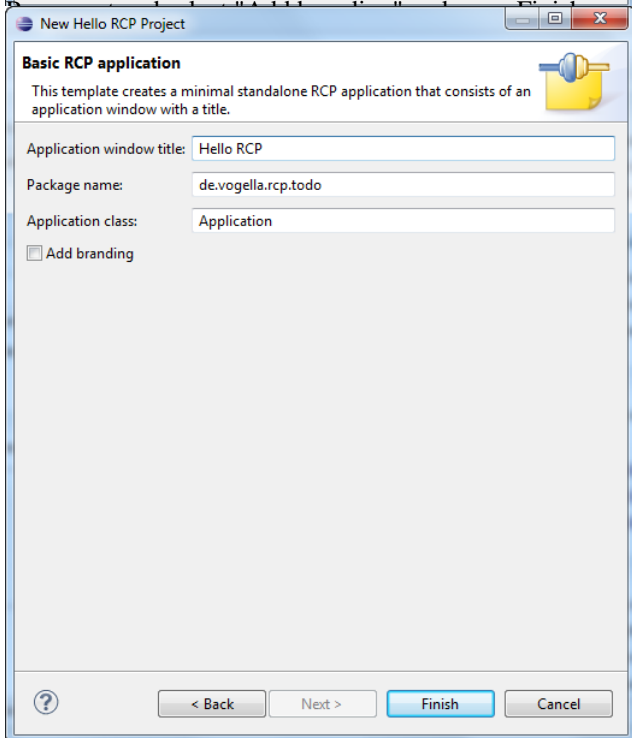 New Hello RCP Project
Basic RCP application
This template creates a minimal standalone RCP application that consists of an
application window with a title.
Application window title: Hello RCP
Package name: de.vogella.rcp.todo
Application class: Application
Add branding
? < Back Next > Finish Cancel